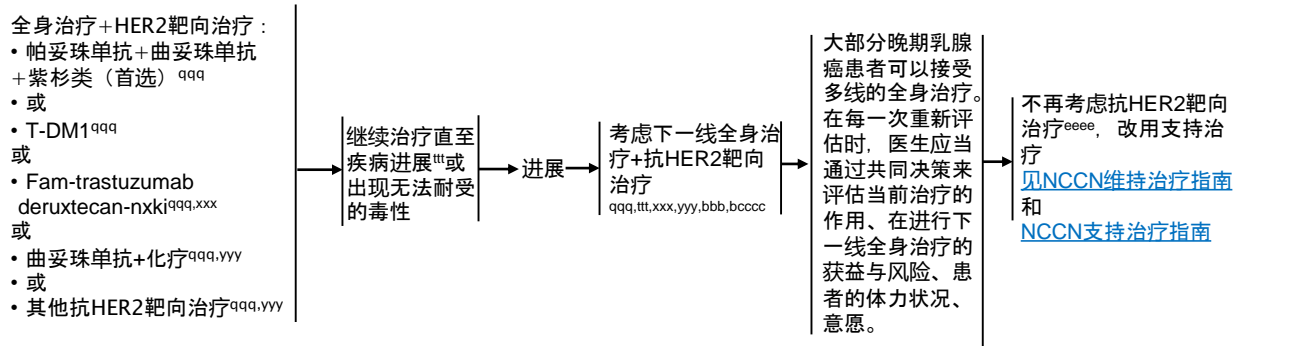 全身治疗+HER2靶向治疗：
• 帕妥珠单抗+曲妥珠单抗
+紫杉类（首选）qqq
• 或
• T-DM1qqq
或
• Fam-trastuzumab
deruxtecan-nxkiqqq,xxx
或
• 曲妥珠单抗+化疗qqq,yyy
• 或
• 其他抗HER2靶向治疗qqq,yyy
继续治疗直至
疾病进展ttt或
出现无法耐受
的毒性
进展
考虑下一线全身治
疗+抗HER2靶向
治疗
qqq,ttt,xxx,yyy,bbb,bcccc
大部分晚期乳腺
癌患者可以接受
多线的全身治疗。
在每一次重新评
估时，医生应当
通过共同决策来
评估当前治疗的
作用、在进行下
一线全身治疗的
获益与风险、患
者的体力状况、
意愿。
不再考虑抗HER2靶向
治疗eeee，改用支持治
疗
见NCCN维持治疗指南
和
NCCN支持治疗指南